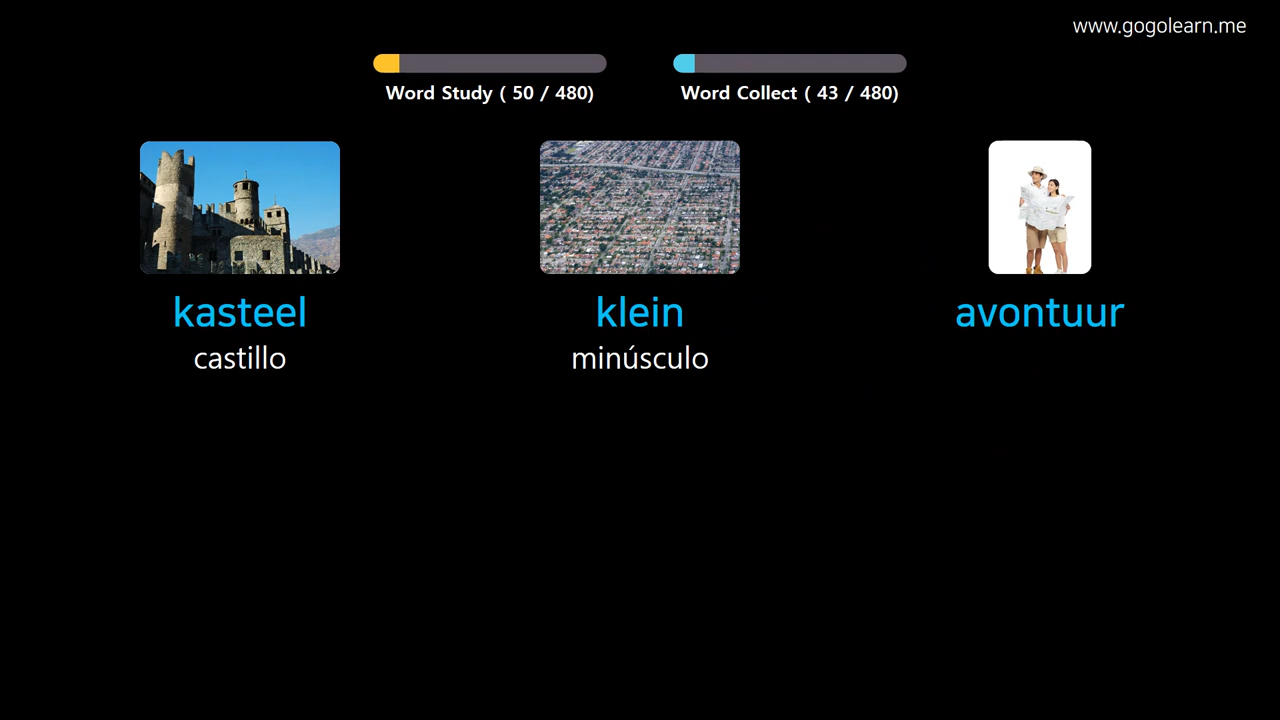 www.gogolearn.me
Word Study ( 50 / 480)
Word Collect ( 43 / 480)
kasteel
klein
avontuur
castillo
minúsculo